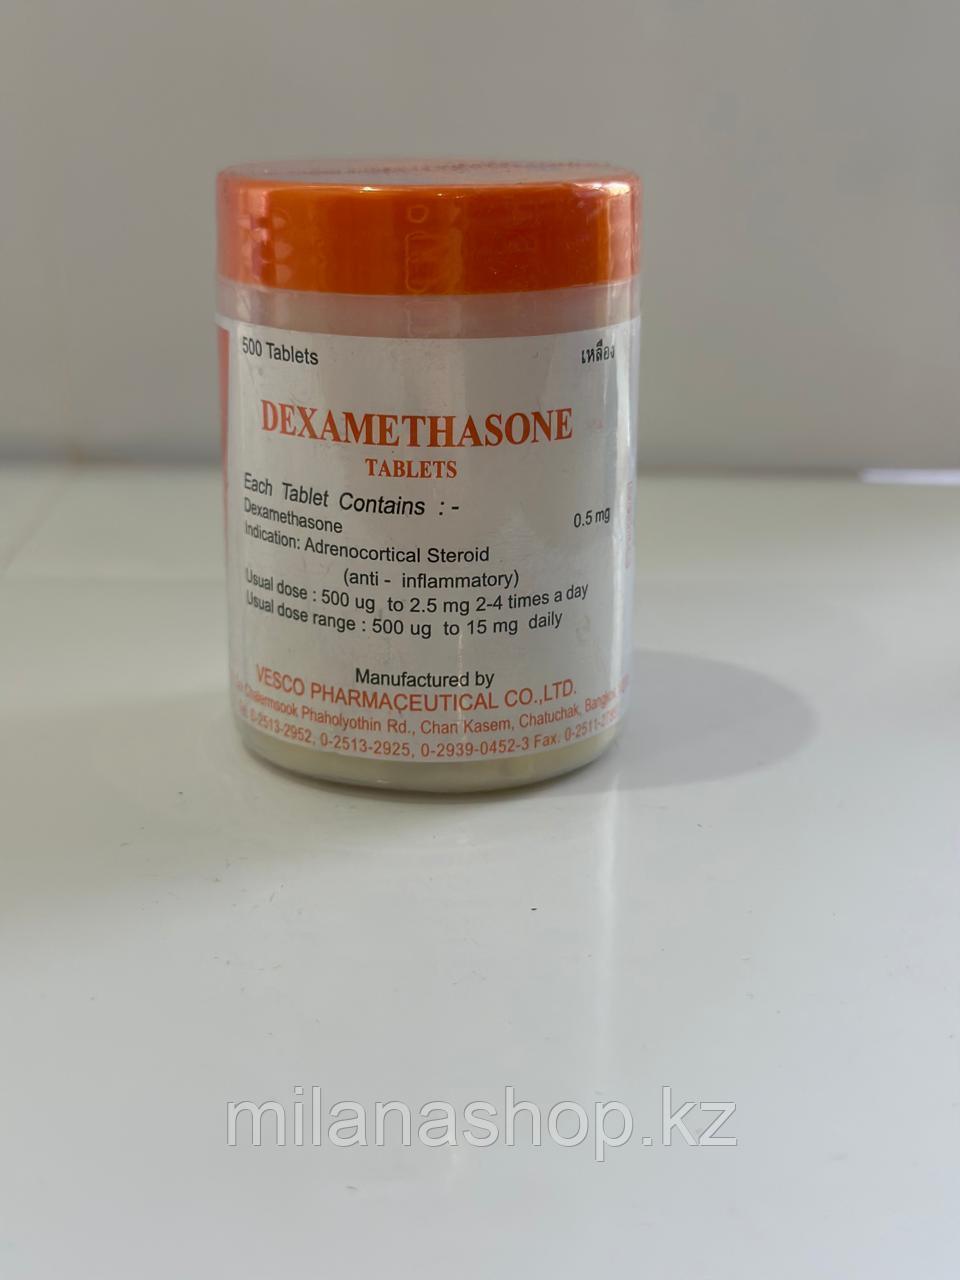 500 Tablets เหลือง
DEXAMETHASONE
TABLETS
Each Tablet Contains : -
Dexamethasone 0.5 mg
Indication: Adrenocortical Steroid
(anti - inflammatory)
Usual dose : 500 ug to 2.5 mg 2-4 times a day
Usual dose range : 500 ug to 15 mg daily
Manufactured by
VESCO PHARMACEUTICAL CO.,LTD.
Phaholyothin Rd., Chan Kasem, Chatuchak,
0-2513-2952, 0-2513-2925, 0-2939-0452-3 Fax.
milanashop.kz